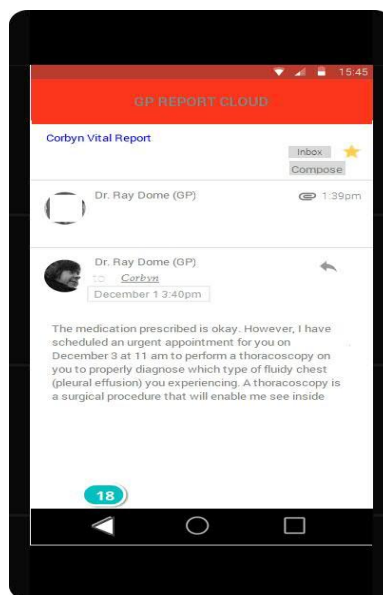 15:45
GP REPORT CLOUD
Corbyn Vital Report
Inbox
Compose
Dr. Ray Dome (GP)
1:39pm
Dr. Ray Dome (GP)
to Corbyn
December 1 3:40pm
The medication prescribed is okay. However, I have
scheduled an urgent appointment for you on
December 3 at 11 am to perform a thoracoscopy on
you to properly diagnose which type of fluidy chest
(pleural effusion) you experiencing. A thoracoscopy is
a surgical procedure that will enable me see inside
18